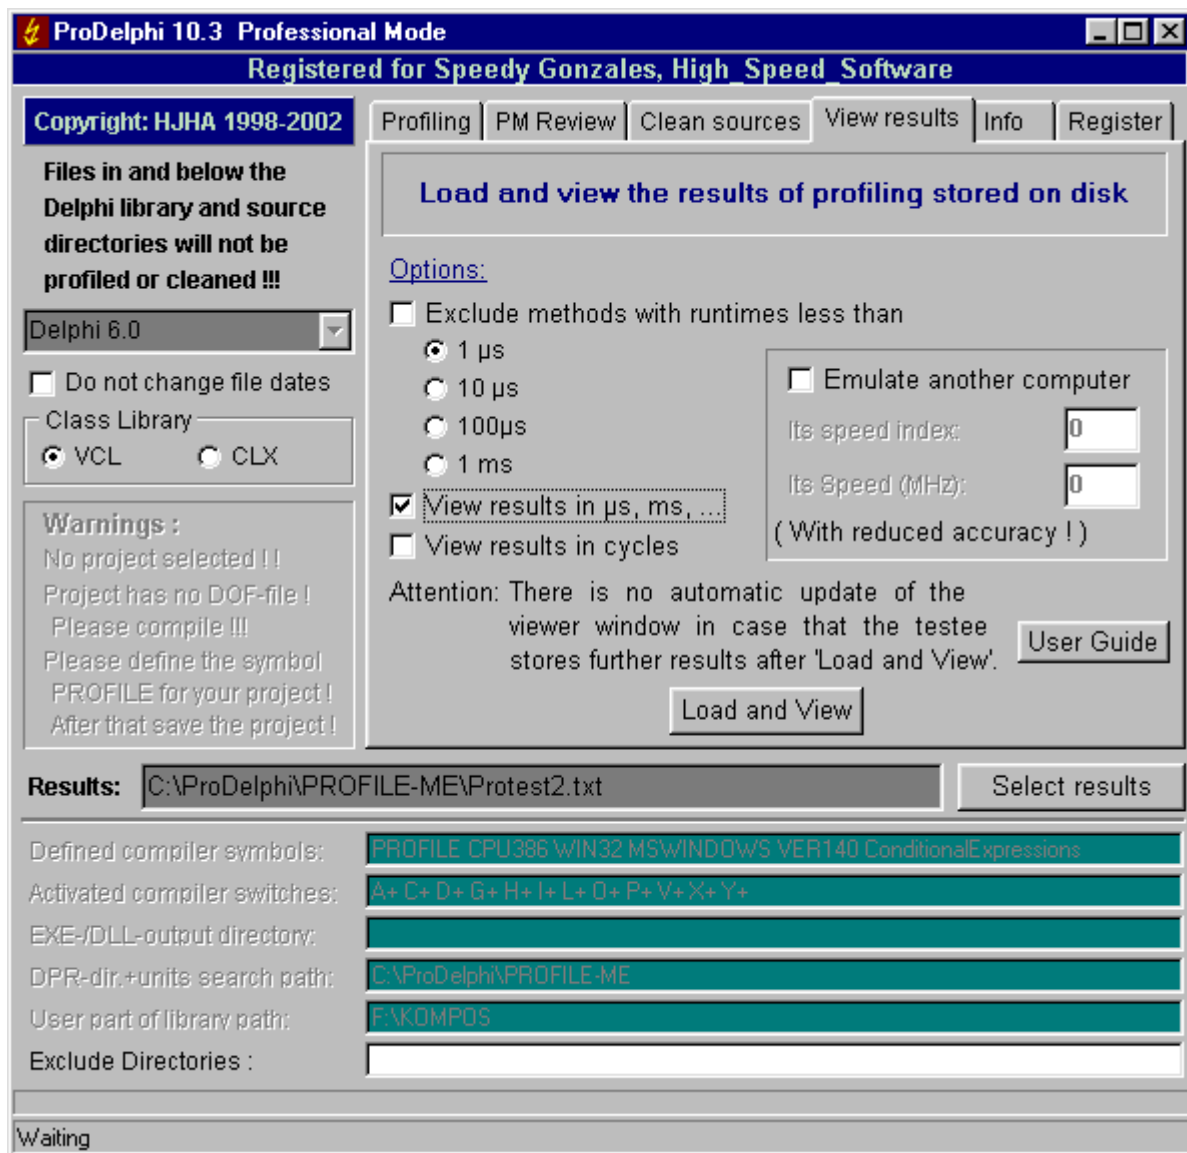 ProDelphi 10.3 Professional Mode
Registered for Speedy Gonzales, High_Speed_Software
Copyright: HJHA 1998-2002
Files in and below the
Delphi library and source
directories will not be
profiled or cleaned !!!
Delphi 6.0
Do not change file dates
Class Library
VCL CLX
Warnings :
No project selected ! !
Project has no DOF-file !
Please compile !!!
Please define the symbol
PROFILE for your project !
After that save the project !
Profiling PM Review Clean sources View results Info Register
Load and view the results of profiling stored on disk
Options:
Exclude methods with runtimes less than
1 µs
10 µs
100µs
1 ms
View results in µs, ms, ...
View results in cycles
Emulate another computer
Its speed index: 0
Its Speed (MHz): 0
( With reduced accuracy ! )
Attention: There is no automatic update of the
viewer window in case that the testee
stores further results after 'Load and View'.
User Guide
Load and View
Results: C:\ProDelphi\PROFILE-ME\Protest2.txt Select results
Defined compiler symbols: PROFILE CPU386 WIN32 MSWINDOWS VER140 ConditionalExpressions
Activated compiler switches: A+ C+ D+ G+ H+ I+ L+ O+ P+ V+ X+ Y+
EXE-/DLL-output directory:
DPR-dir.+units search path: C:\ProDelphi\PROFILE-ME
User part of library path: F:\KOMPOS
Exclude Directories :
Waiting